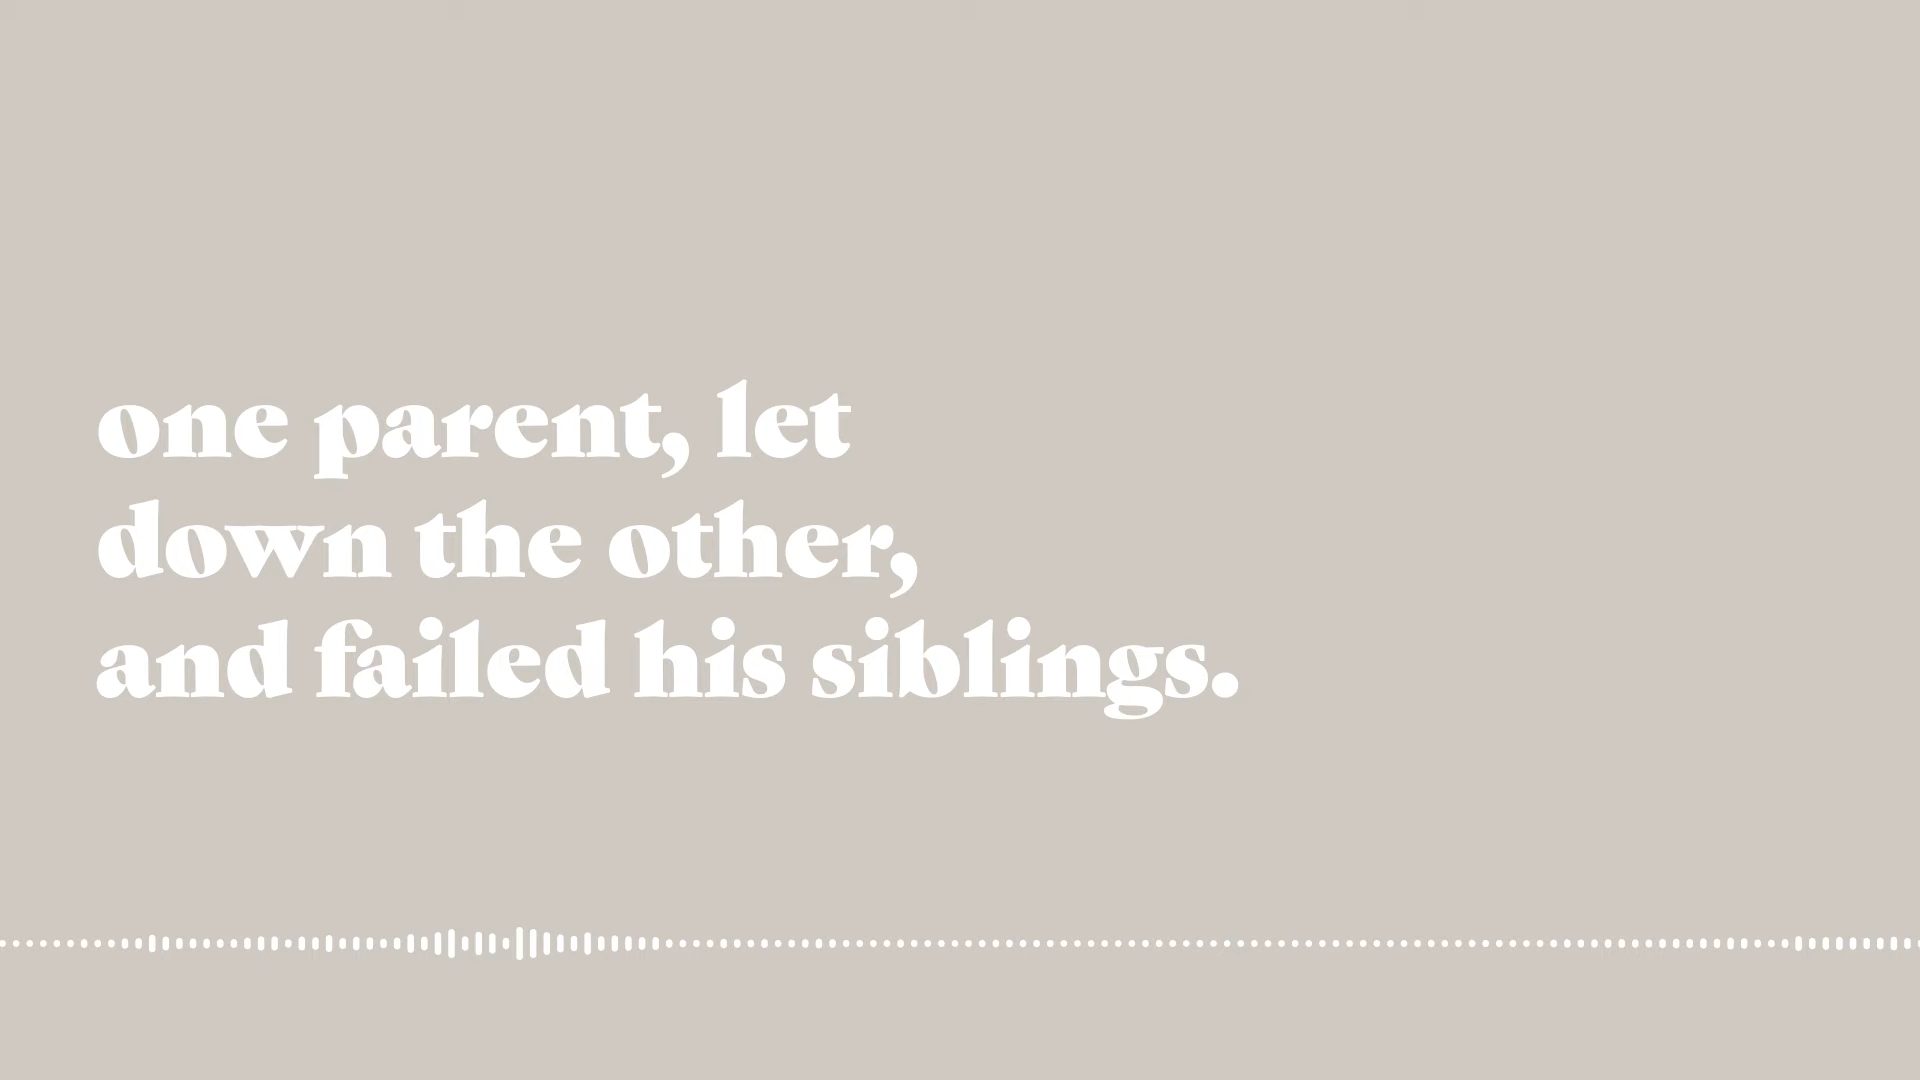 one parent, let
down the other,
and failed his siblings.